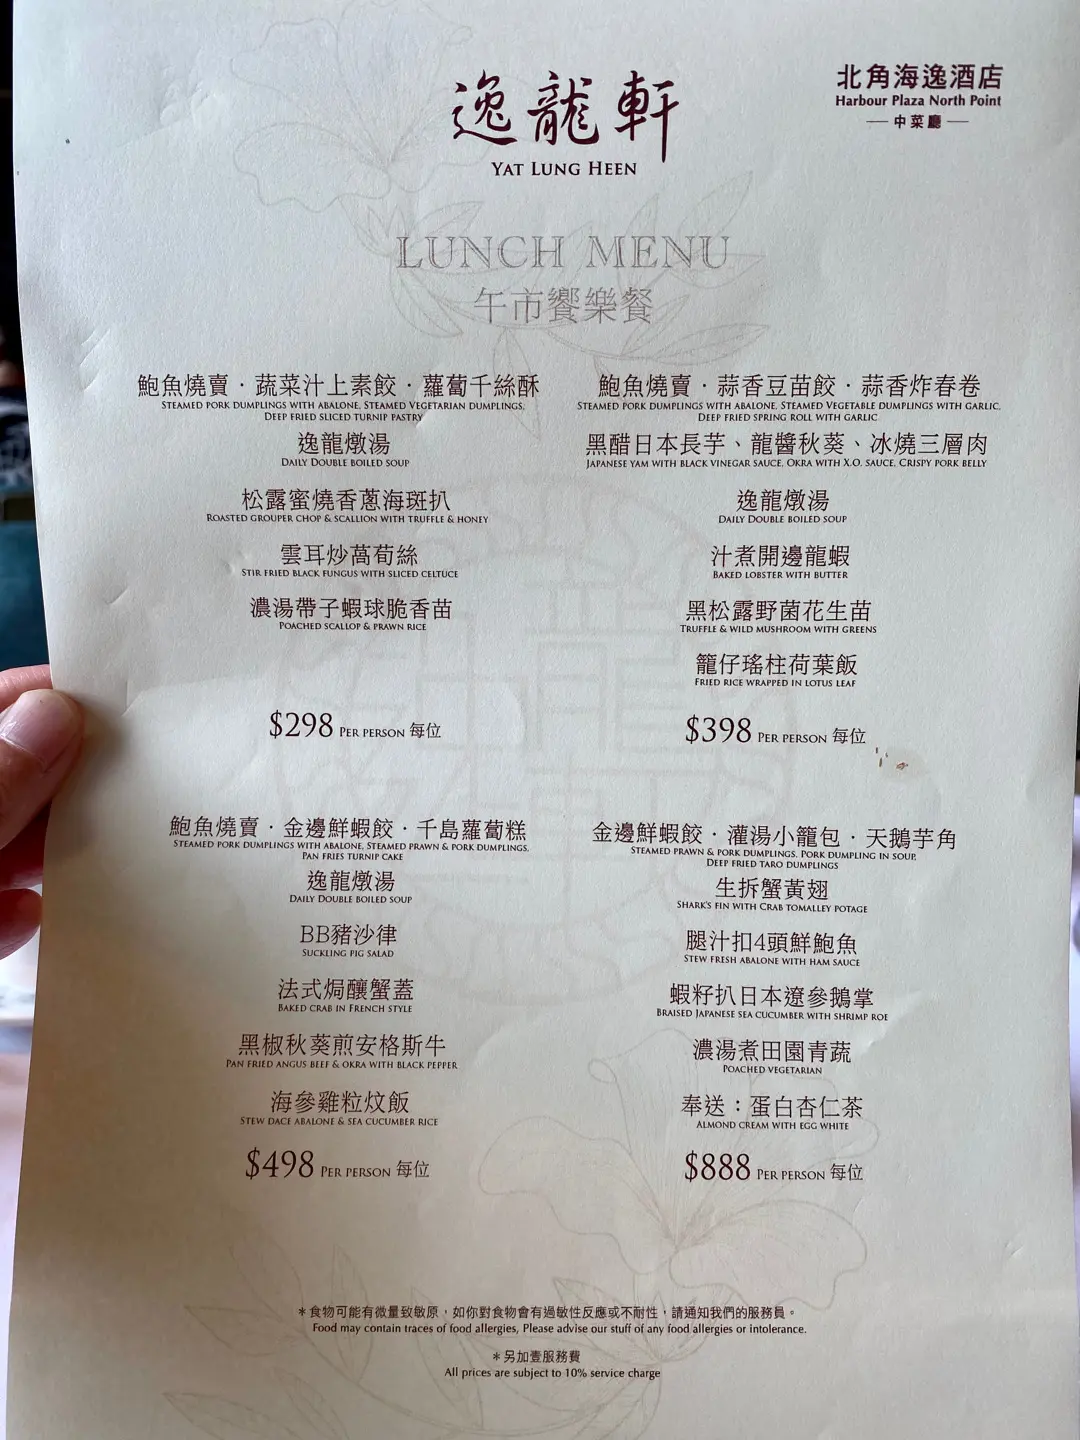 逸龍軒
YAT LUNG HEEN
北角海逸酒店
Harbour Plaza North Point
中菜廳
LUNCH MENU
午市饗樂餐
鮑魚燒賣．蔬菜汁上素餃．蘿蔔千絲酥
STEAMED PORK DUMPLINGS WITH ABALONE, STEAMED VEGETARIAN DUMPLINGS,
DEEP FRIED SLICED TURNIP PASTRY
逸龍燉湯
DAILY DOUBLE BOILED SOUP
松露蜜燒香蔥海斑扒
ROASTED GROUPER CHOP & SCALLION WITH TRUFFLE & HONEY
雲耳炒萵荀絲
STIR FRIED BLACK FUNGUS WITH SLICED CELTUCE
濃湯帶子蝦球脆香苗
POACHED SCALLOP & PRAWN RICE
$298 PER PERSON 每位
鮑魚燒賣．蒜香豆苗餃．蒜香炸春卷
STEAMED PORK DUMPLINGS WITH ABALONE, STEAMED VEGETABLE DUMPLINGS WITH GARLIC,
DEEP FRIED SPRING ROLL WITH GARLIC
黑醋日本長芋、龍醬秋葵、冰燒三層肉
JAPANESE YAM WITH BLACK VINEGAR SAUCE, OKRA WITH X.O. SAUCE, CRISPY PORK BELLY
逸龍燉湯
DAILY DOUBLE BOILED SOUP
汁煮開邊龍蝦
BAKED LOBSTER WITH BUTTER
黑松露野菌花生苗
TRUFFLE & WILD MUSHROOM WITH GREENS
籠仔瑤柱荷葉飯
FRIED RICE WRAPPED IN LOTUS LEAF
$398 PER PERSON 每位
鮑魚燒賣．金邊鮮蝦餃．千島蘿蔔糕
STEAMED PORK DUMPLINGS WITH ABALONE, STEAMED PRAWN & PORK DUMPLINGS,
PAN FRIES TURNIP CAKE
逸龍燉湯
DAILY DOUBLE BOILED SOUP
BB豬沙律
SUCKLING PIG SALAD
法式焗釀蟹蓋
BAKED CRAB IN FRENCH STYLE
黑椒秋葵煎安格斯牛
PAN FRIED ANGUS BEEF & OKRA WITH BLACK PEPPER
海參雞粒炆飯
STEW DACE ABALONE & SEA CUCUMBER RICE
$498 PER PERSON 每位
金邊鮮蝦餃．灌湯小籠包．天鵝芋角
STEAMED PRAWN & PORK DUMPLINGS, PORK DUMPLING IN SOUP,
DEEP FRIED TARO DUMPLINGS
生拆蟹黃翅
SHARK'S FIN WITH CRAB TOMALLEY POTAGE
腿汁扣4頭鮮鮑魚
STEW FRESH ABALONE WITH HAM SAUCE
蝦籽扒日本遼參鵝掌
BRAISED JAPANESE SEA CUCUMBER WITH SHRIMP ROE
濃湯煮田園青蔬
POACHED VEGETARIAN
奉送：蛋白杏仁茶
ALMOND CREAM WITH EGG WHITE
$888 PER PERSON 每位
＊食物可能有微量致敏原，如你對食物會有過敏性反應或不耐性，請通知我們的服務員。
Food may contain traces of food allergies, Please advise our stuff of any food allergies or intolerance.
＊另加壹服務費
All prices are subject to 10% service charge